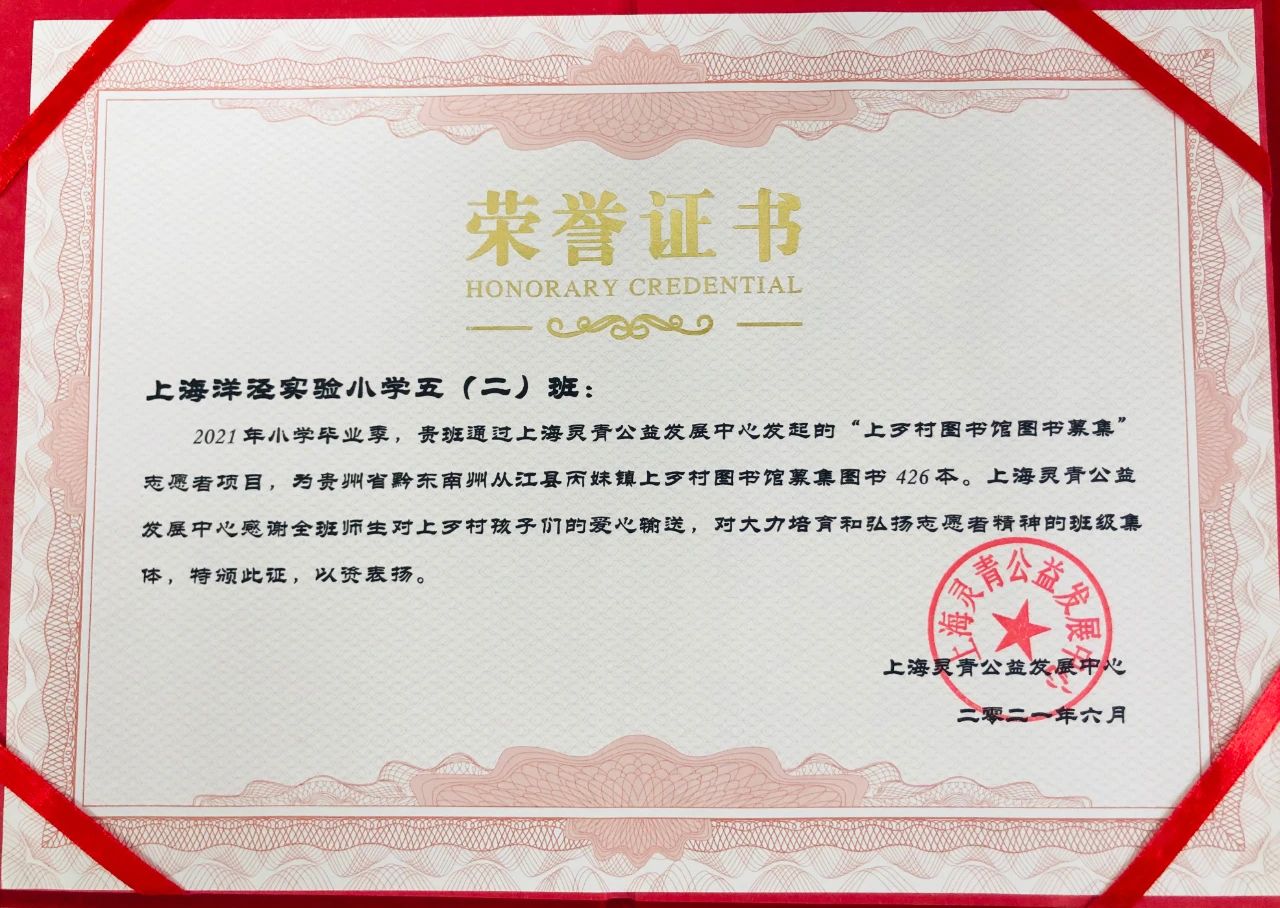 荣誉证书
HONORARY CREDENTIAL
上海洋泾实验小学五（二）班：
2021年小学毕业季，贵班通过上海灵青公益发展中心发起的“上歹村图书馆图书募集”
志愿者项目，为贵州省黔东南州从江县丙妹镇上歹村图书馆募集图书 426 本。上海灵青公益
发展中心感谢全班师生对上歹村孩子们的爱心输送，对大力培育和弘扬志愿者精神的班级集
体，特颁此证，以资表扬。
上海灵青公益发展中心
上海灵青公益发展中心
二零二一年六月